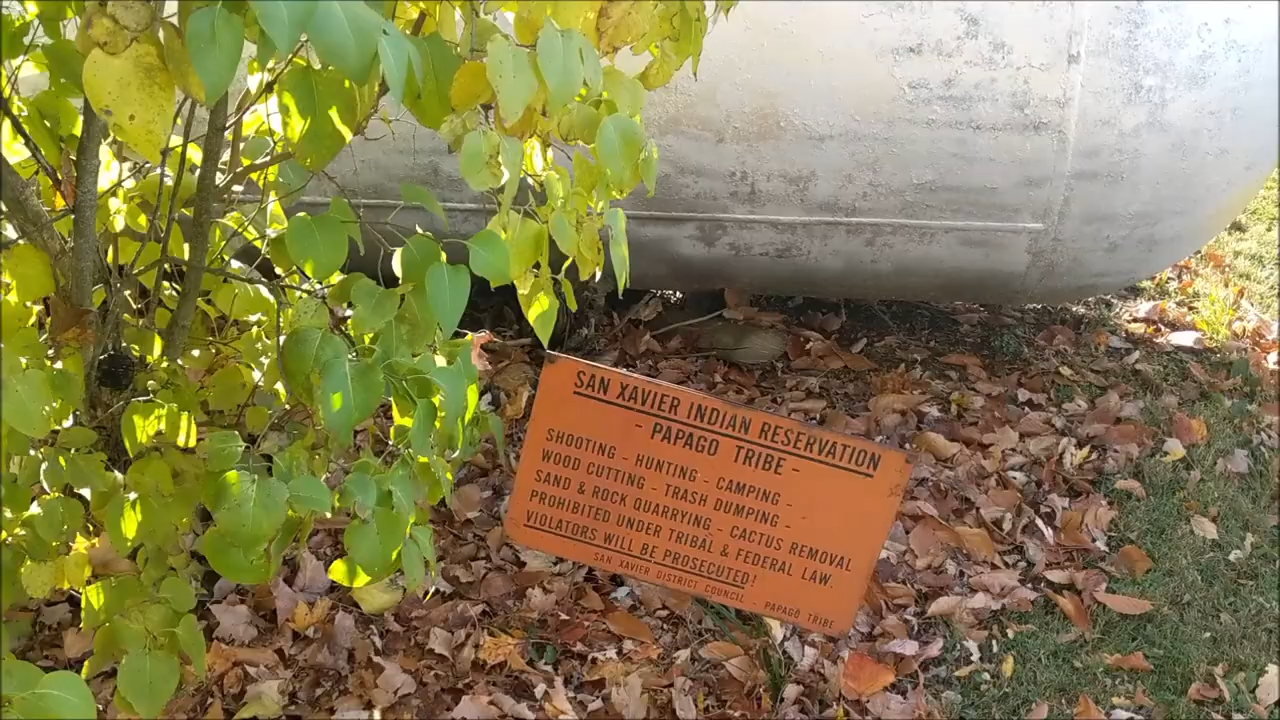 SAN XAVIER INDIAN RESERVATION
- PAPAGO TRIBE -
SHOOTING - HUNTING - CAMPING -
WOOD CUTTING - TRASH DUMPING -
SAND & ROCK QUARRYING - CACTUS REMOVAL
PROHIBITED UNDER TRIBAL & FEDERAL LAW.
VIOLATORS WILL BE PROSECUTED!
SAN XAVIER DISTRICT COUNCIL - PAPAGO TRIBE